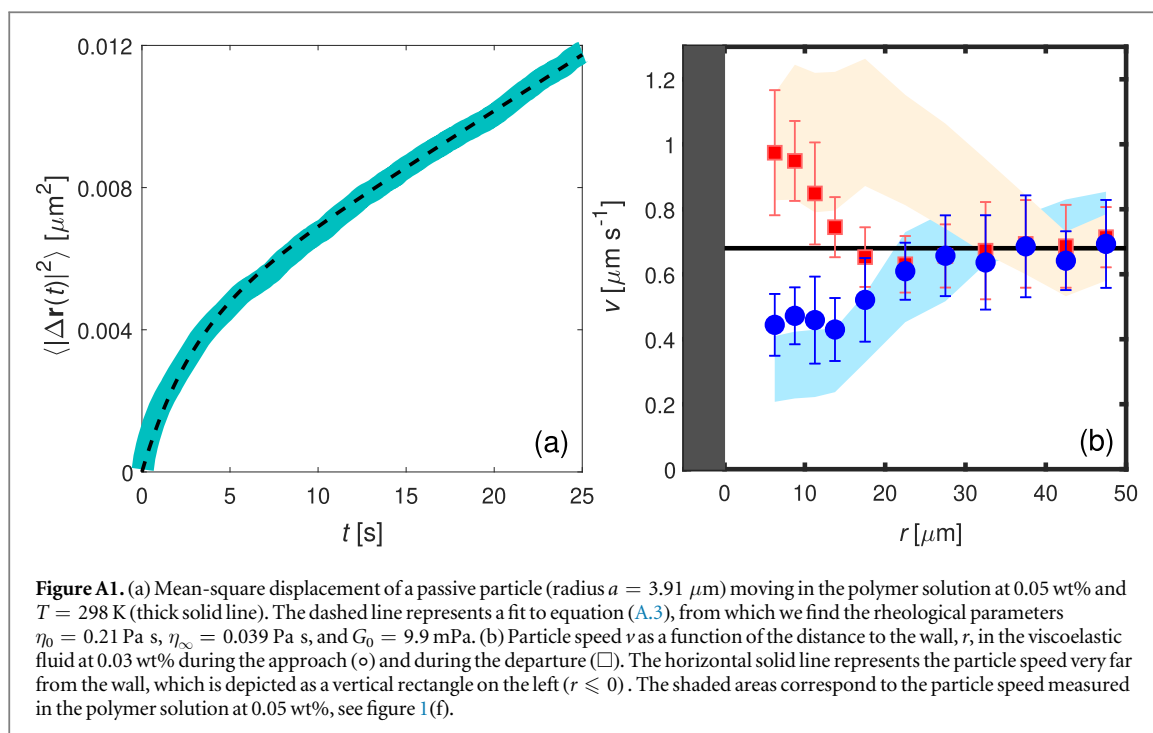 0.012
0.008
0.004
0
0
5
10
15
20
25
⟨|Δr(t)|²⟩ [μm²]
t [s]
(a)
1.2
1
0.8
0.6
0.4
0.2
0
0
10
20
30
40
50
v [μm s⁻¹]
r [μm]
(b)
Figure A1. (a) Mean-square displacement of a passive particle (radius a = 3.91 μm) moving in the polymer solution at 0.05 wt% and
T = 298 K (thick solid line). The dashed line represents a fit to equation (A.3), from which we find the rheological parameters
η₀ = 0.21 Pa s, η∞ = 0.039 Pa s, and G₀ = 9.9 mPa. (b) Particle speed v as a function of the distance to the wall, r, in the viscoelastic
fluid at 0.03 wt% during the approach (○) and during the departure (□). The horizontal solid line represents the particle speed very far
from the wall, which is depicted as a vertical rectangle on the left (r ⩽ 0). The shaded areas correspond to the particle speed measured
in the polymer solution at 0.05 wt%, see figure 1(f).